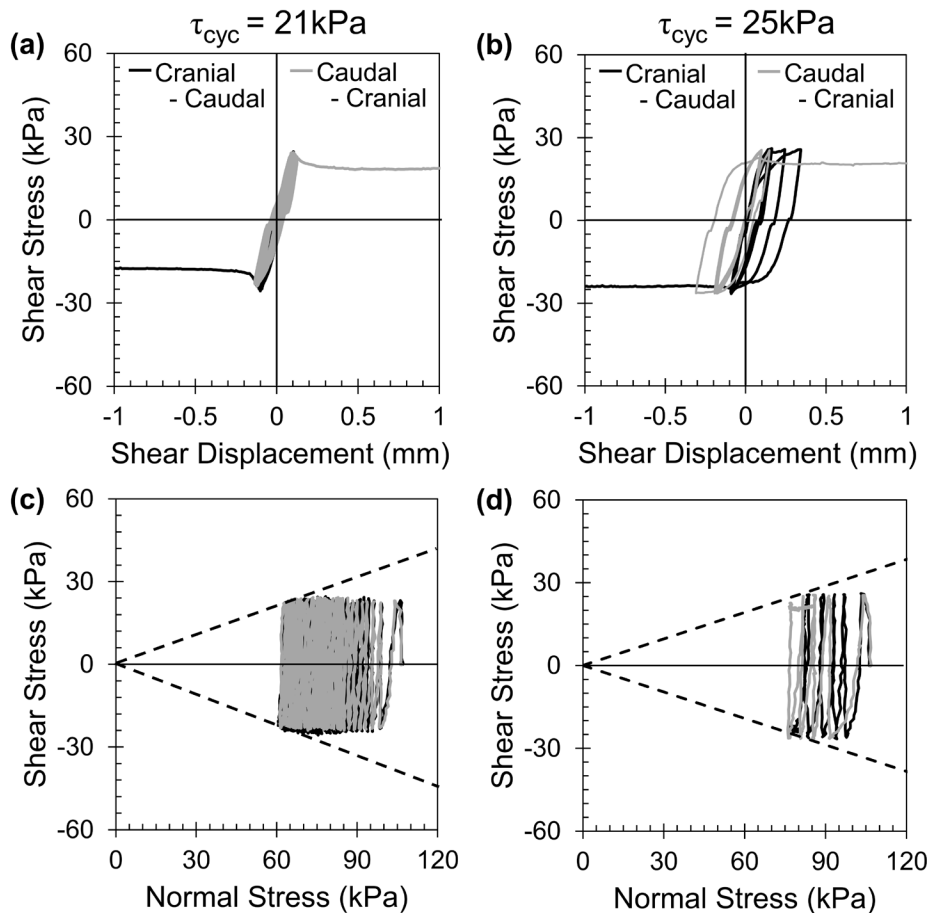 τcyc = 21kPa
τcyc = 25kPa
(a)
60
30
0
-30
-60
Shear Stress (kPa)
Cranial
- Caudal
Caudal
- Cranial
-1
-0.5
0
0.5
1
Shear Displacement (mm)
(b)
60
30
0
-30
-60
Shear Stress (kPa)
Cranial
- Caudal
Caudal
- Cranial
-1
-0.5
0
0.5
1
Shear Displacement (mm)
(c)
60
30
0
-30
-60
Shear Stress (kPa)
0
30
60
90
120
Normal Stress (kPa)
(d)
60
30
0
-30
-60
Shear Stress (kPa)
0
30
60
90
120
Normal Stress (kPa)